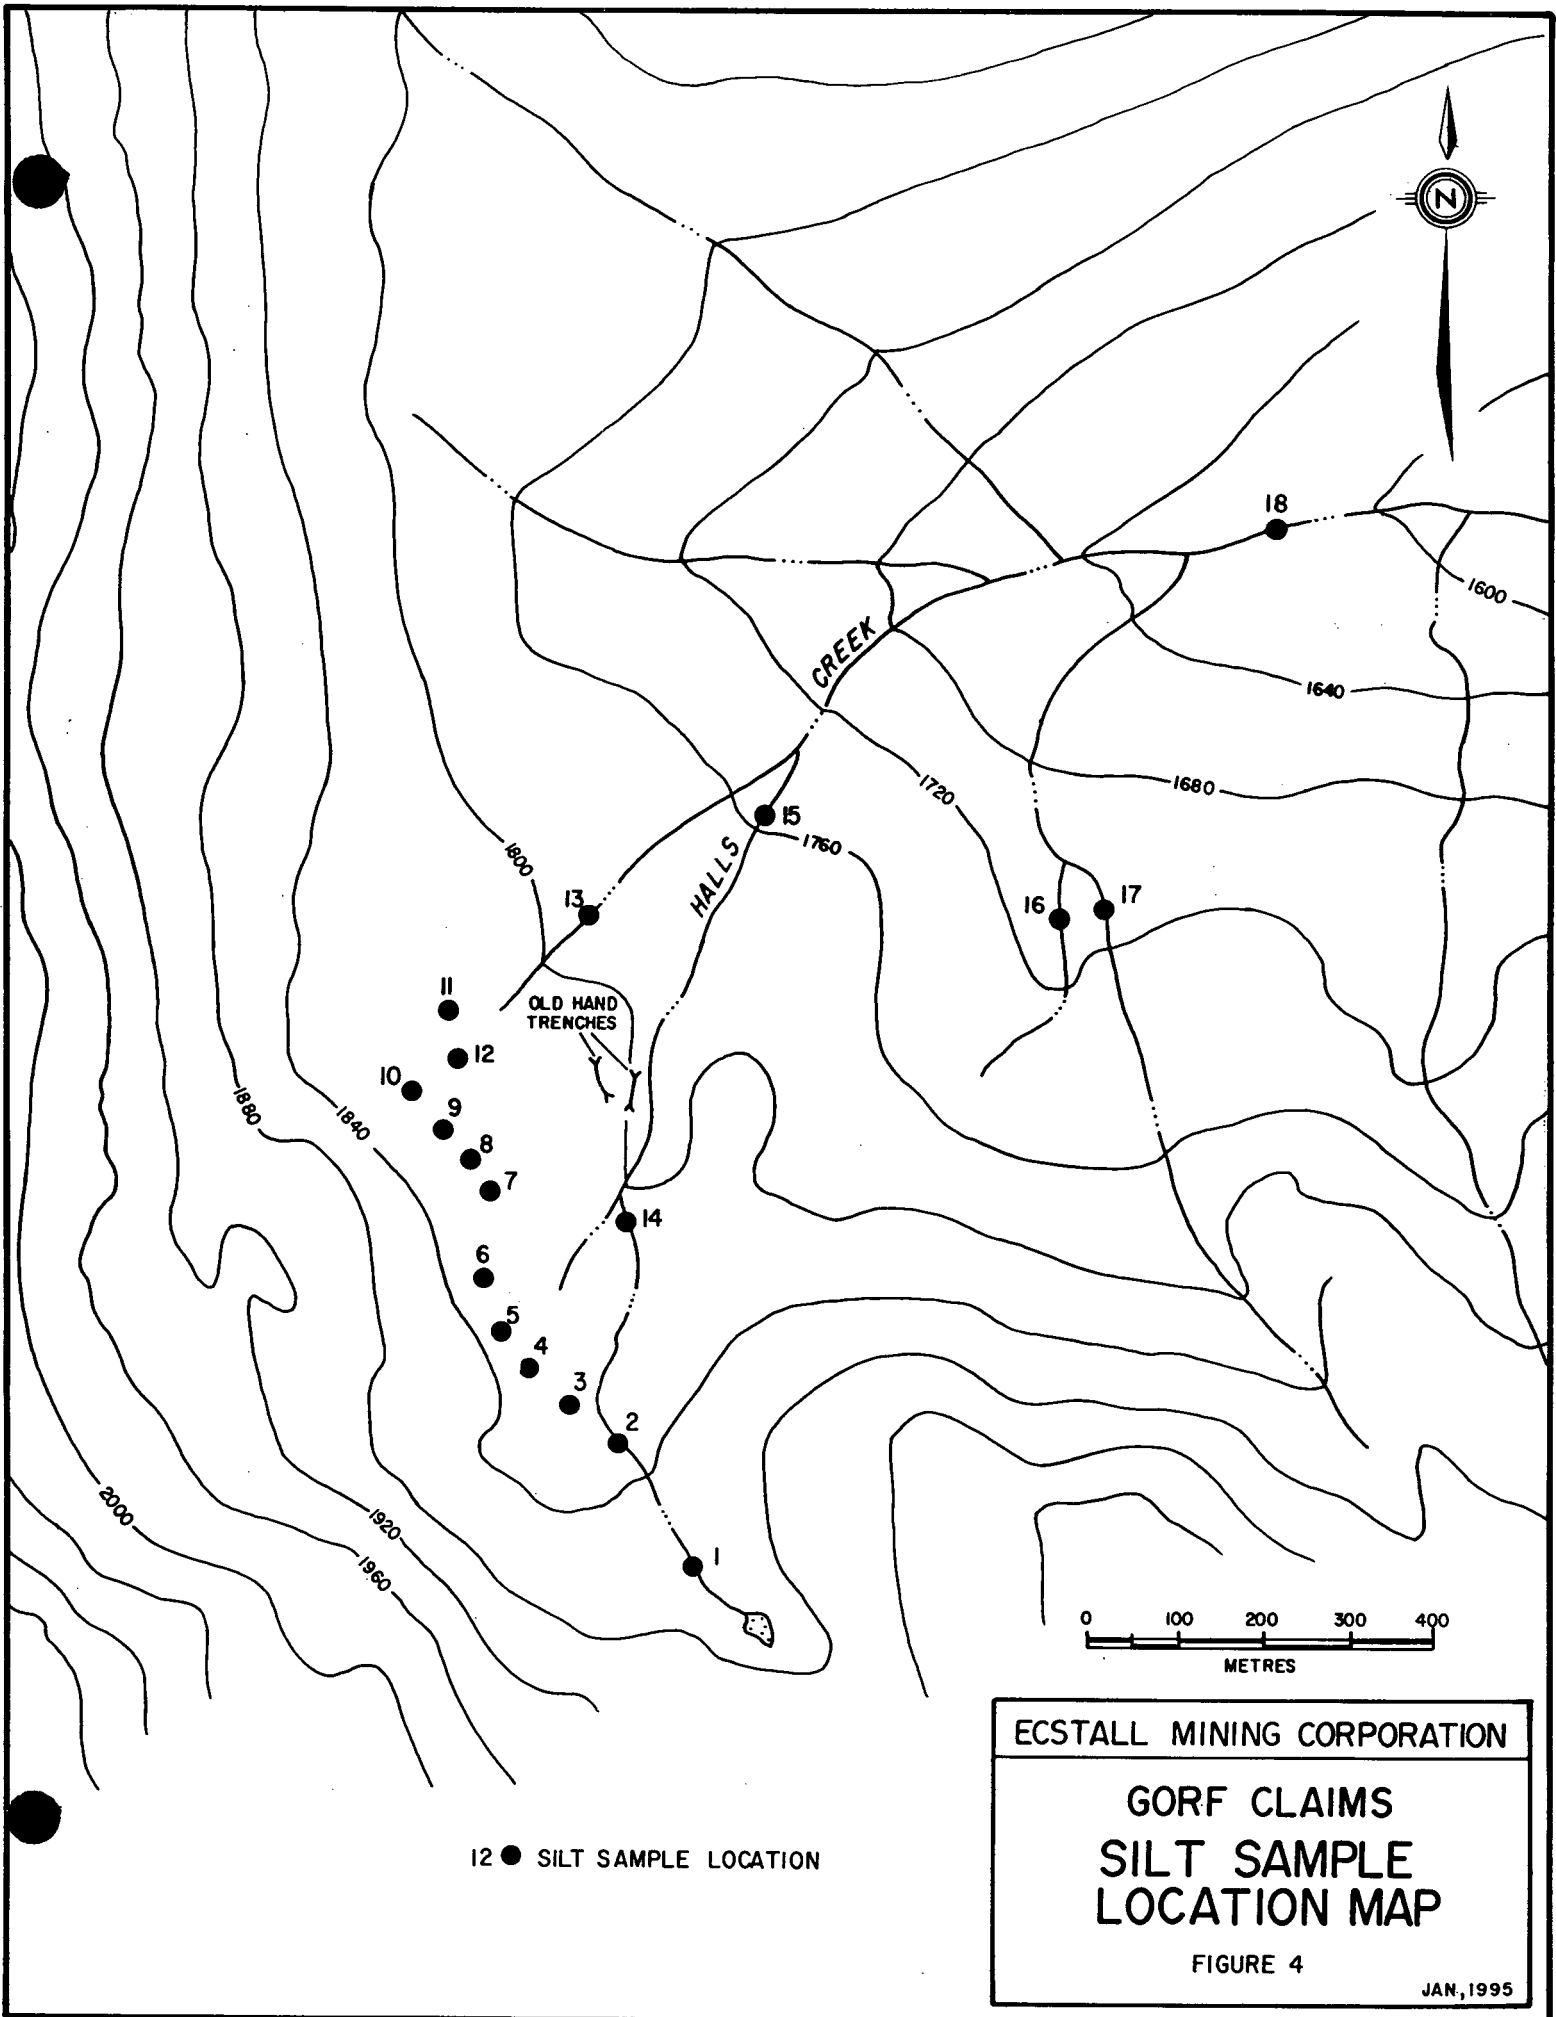 N
18
1600
CREEK
1640
1720
1680
15
1760
HALLS
1800
13
16
17
11
OLD HAND
TRENCHES
12
10
9
1880
1840
8
7
14
6
5
4
3
2
2000
1920
1960
1
0 100 200 300 400
METRES
ECSTALL MINING CORPORATION
GORF CLAIMS
SILT SAMPLE
LOCATION MAP
FIGURE 4
JAN., 1995
12 SILT SAMPLE LOCATION